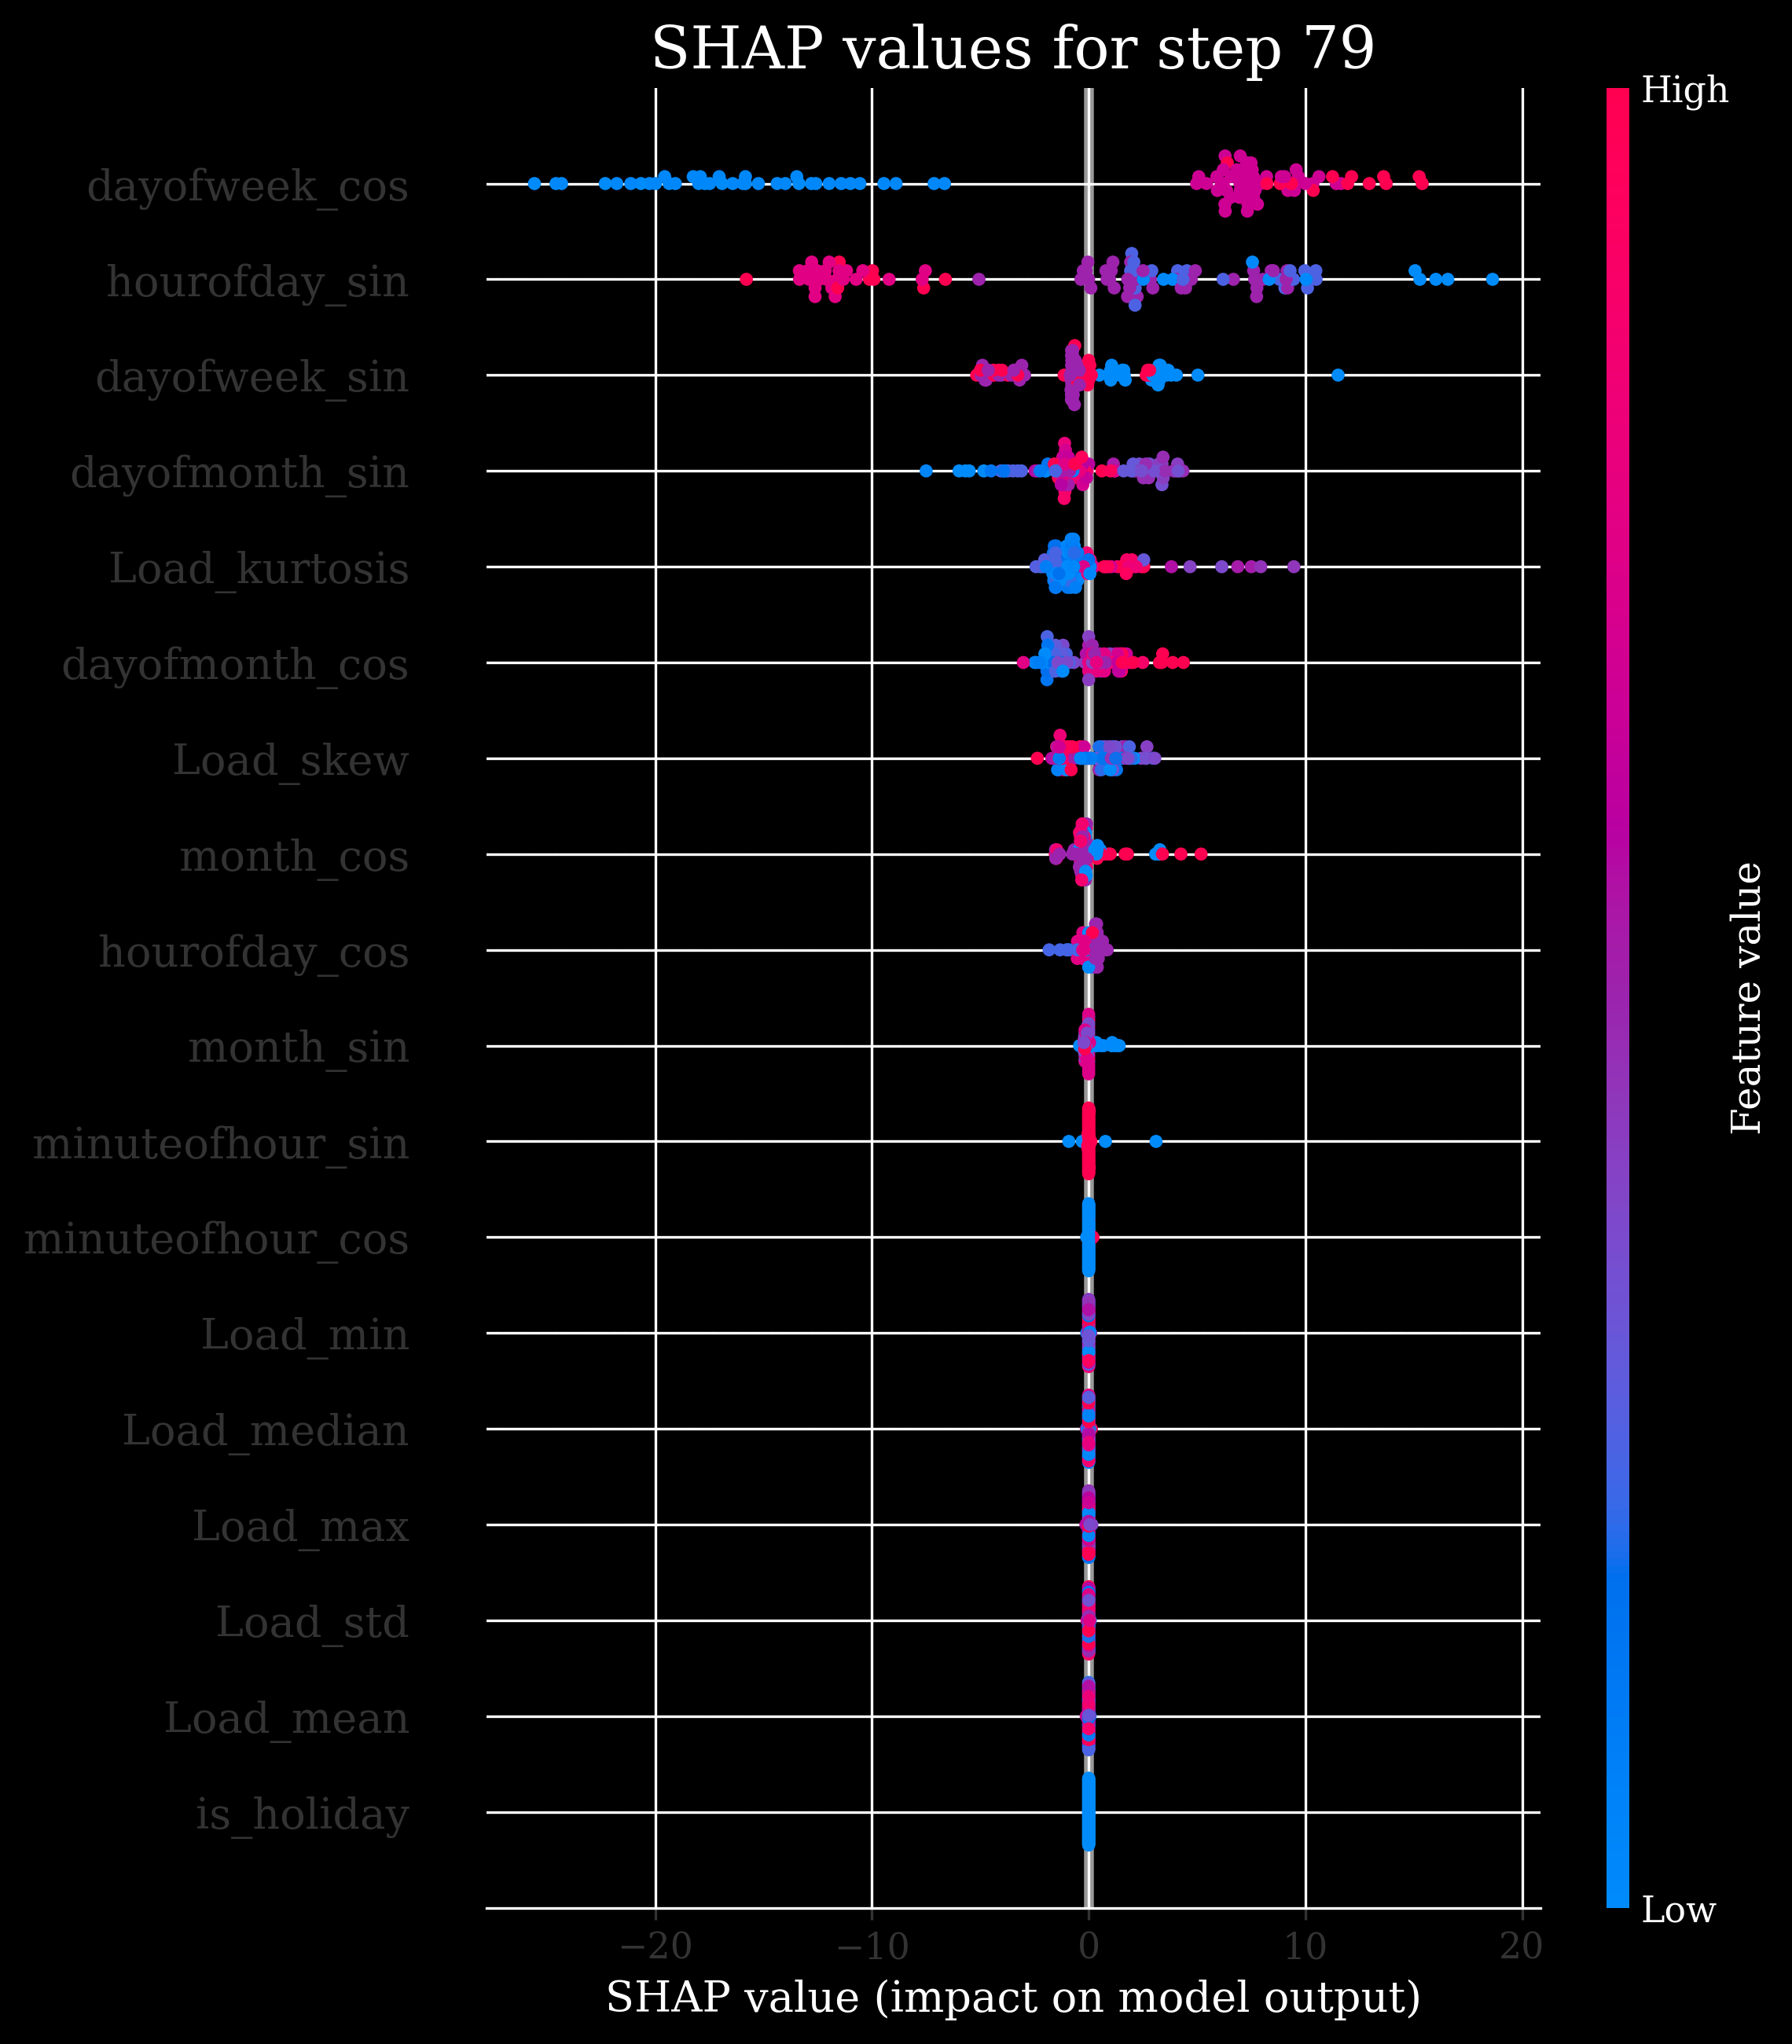 SHAP values for step 79
High
dayofweek_cos
hourofday_sin
dayofweek_sin
dayofmonth_sin
Load_kurtosis
dayofmonth_cos
Load_skew
month_cos
hourofday_cos
month_sin
minuteofhour_sin
minuteofhour_cos
Load_min
Load_median
Load_max
Load_std
Load_mean
is_holiday
Feature value
Low
−20 −10 0 10 20
SHAP value (impact on model output)